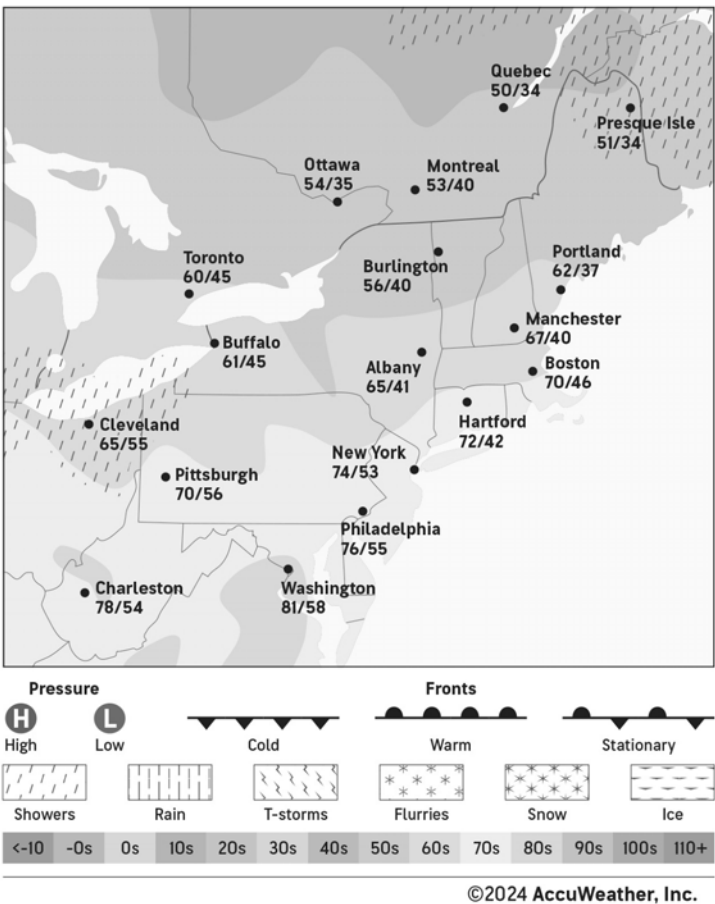 Quebec
50/34
Presque Isle
51/34
Ottawa
54/35
Montreal
53/40
Toronto
60/45
Burlington
56/40
Portland
62/37
Manchester
67/40
Buffalo
61/45
Albany
65/41
Boston
70/46
Cleveland
65/55
Hartford
72/42
New York
74/53
Pittsburgh
70/56
Philadelphia
76/55
Charleston
78/54
Washington
81/58
Pressure
Fronts
H
L
High
Low
Cold
Warm
Stationary
Showers
Rain
T-storms
Flurries
Snow
Ice
<-10 -0s 0s 10s 20s 30s 40s 50s 60s 70s 80s 90s 100s 110+
©2024 AccuWeather, Inc.